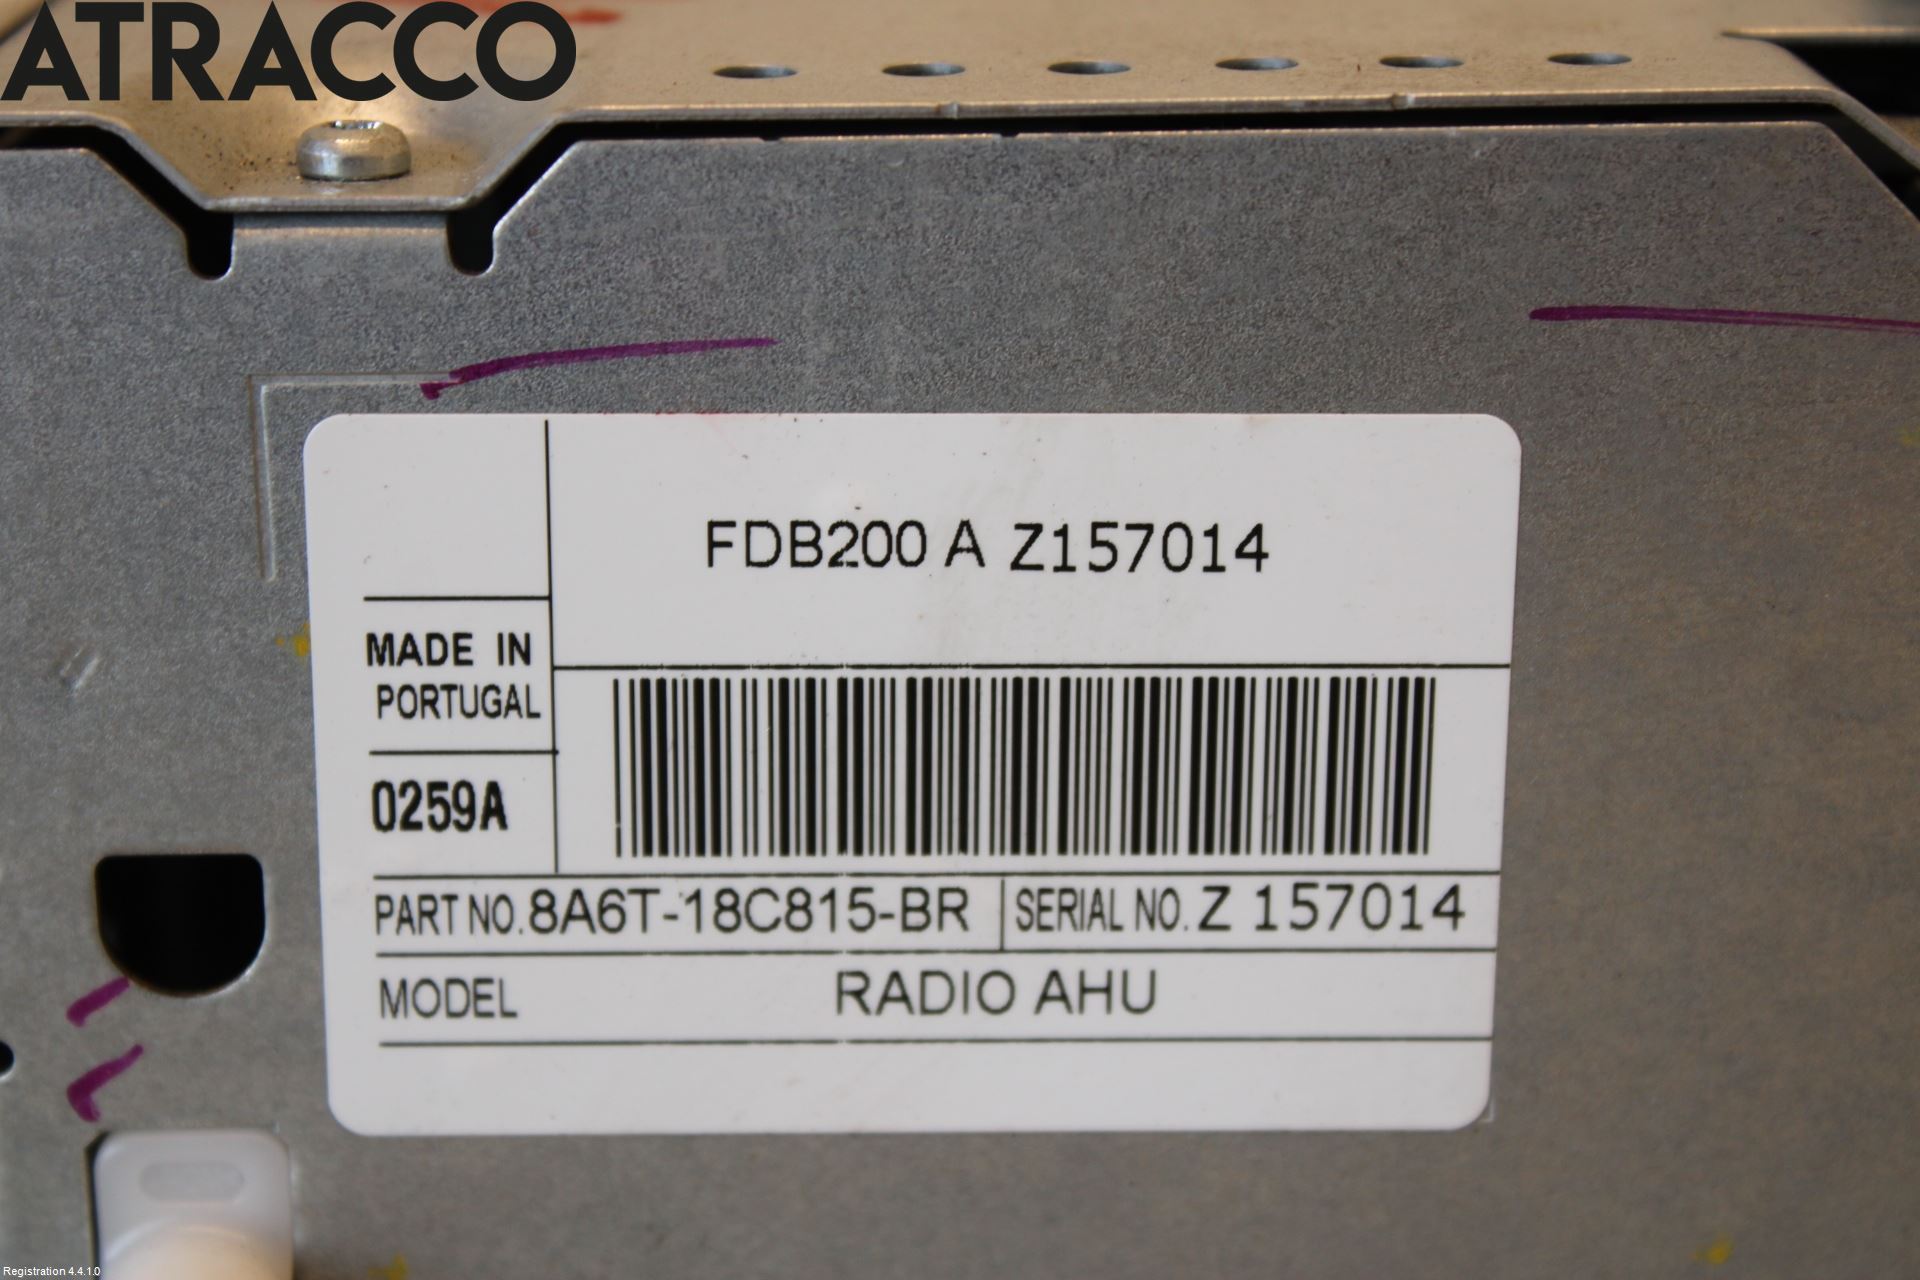 ATRACCO
FDB200 A Z157014
MADE IN
PORTUGAL
0259A
PART NO. 8A6T-18C815-BR
SERIAL NO. Z 157014
MODEL RADIO AHU
Registration 4.4.1.0